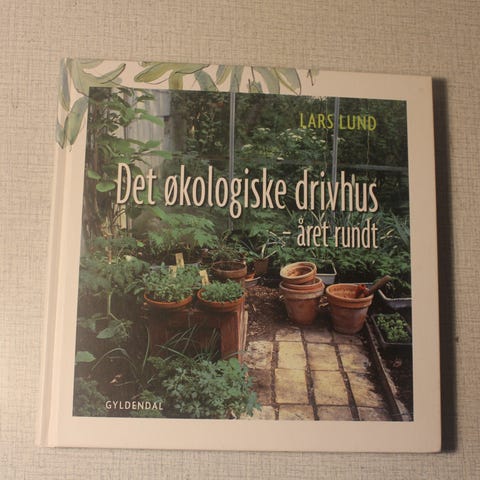 LARS LUND
Det økologiske drivhus
– året rundt
GYLDENDAL